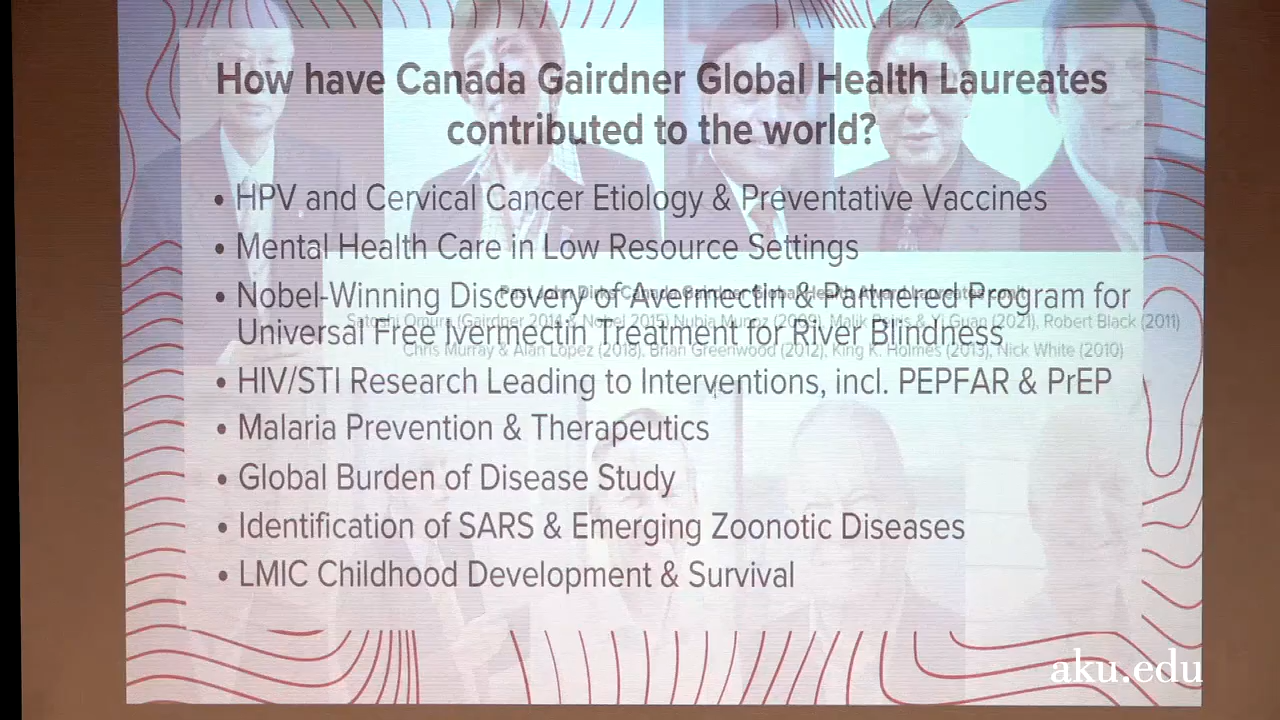 How have Canada Gairdner Global Health Laureates
contributed to the world?
• HPV and Cervical Cancer Etiology & Preventative Vaccines
• Mental Health Care in Low Resource Settings
• Nobel-Winning Discovery of Avermectin & Partnered Program for
Universal Free Ivermectin Treatment for River Blindness
Satoshi Omura (Gairdner 2014 & Nobel 2015) Nubia Munoz (2009), Malik Peiris & Yi Guan (2021), Robert Black (2011)
Chris Murray & Alan Lopez (2018), Brian Greenwood (2012), King K. Holmes (2013), Nick White (2010)
• HIV/STI Research Leading to Interventions, incl. PEPFAR & PrEP
• Malaria Prevention & Therapeutics
• Global Burden of Disease Study
• Identification of SARS & Emerging Zoonotic Diseases
• LMIC Childhood Development & Survival
aku.edu